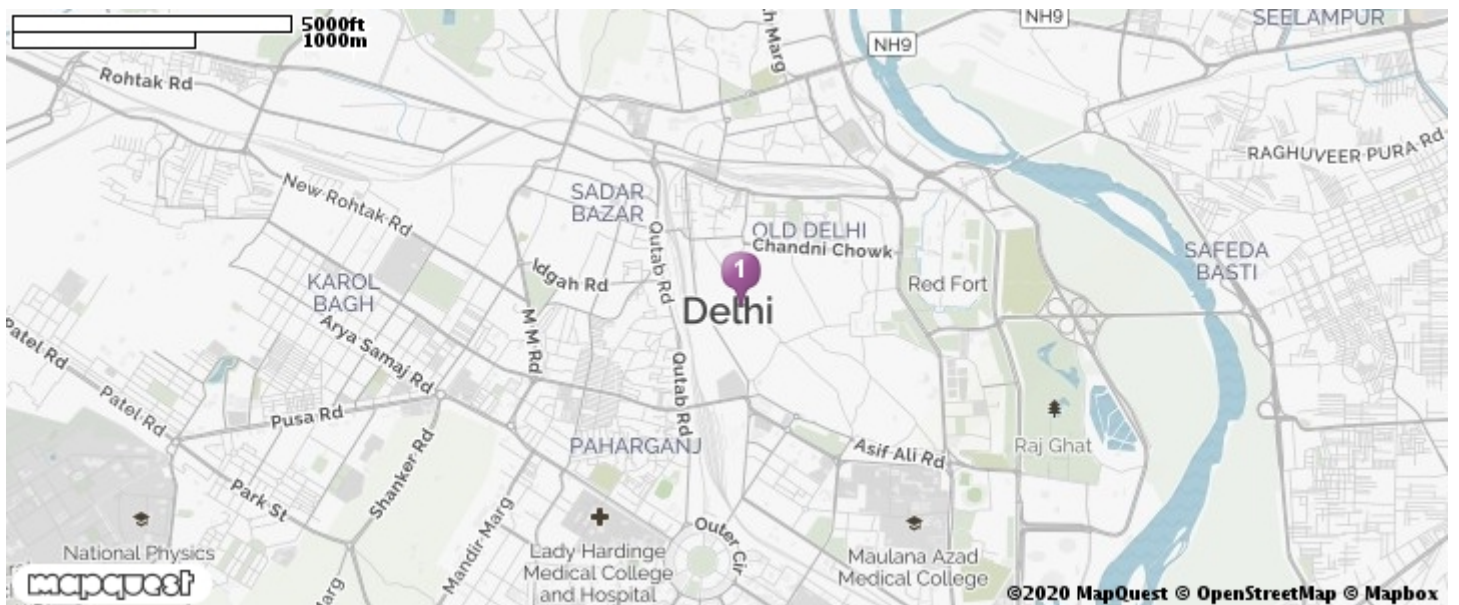 5000ft
1000m
NH9
SEELAMPUR
NH9
Rohtak Rd
RAGHUVEER PURA Rd
New Rohtak Rd
SADAR
BAZAR
Qutab Rd
OLD DELHI
Chandni Chowk
SAFEDA
BASTI
KAROL
BAGH
Idgah Rd
1
Delhi
Red Fort
Arya Samaj Rd
M M Rd
Patel Rd
Qutab Rd
Patel Rd
Pusa Rd
PAHARGANJ
Asif Ali Rd
Raj Ghat
Shanker Rd
Park St
Mandir Marg
Outer Cir
National Physics
Lady Hardinge
Medical College
and Hospital
Maulana Azad
Medical College
mapquest
©2020 MapQuest © OpenStreetMap © Mapbox